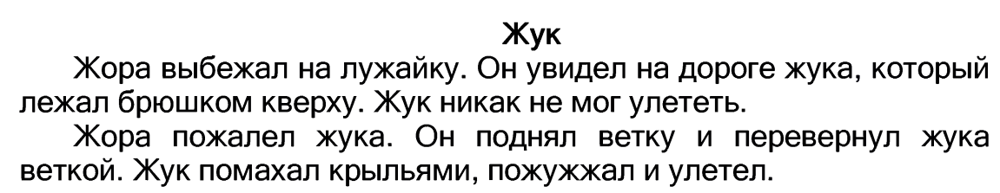 Жук
Жора выбежал на лужайку. Он увидел на дороге жука, который
лежал брюшком кверху. Жук никак не мог улететь.
Жора пожалел жука. Он поднял ветку и перевернул жука
веткой. Жук помахал крыльями, пожужжал и улетел.